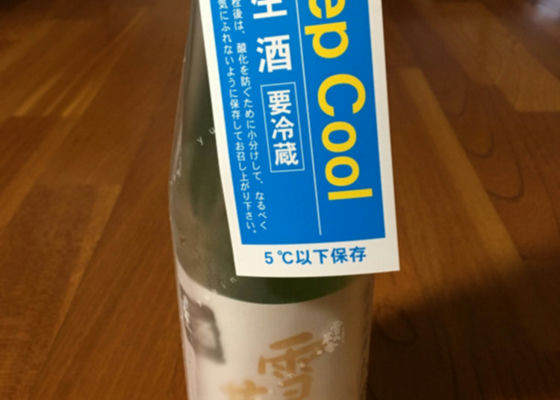 ep Cool
生酒
要冷蔵
栓後は、酸化を防ぐために小分けして、なるべく
気にふれないように保存してお召し上がり下さい。
5℃以下保存
雪